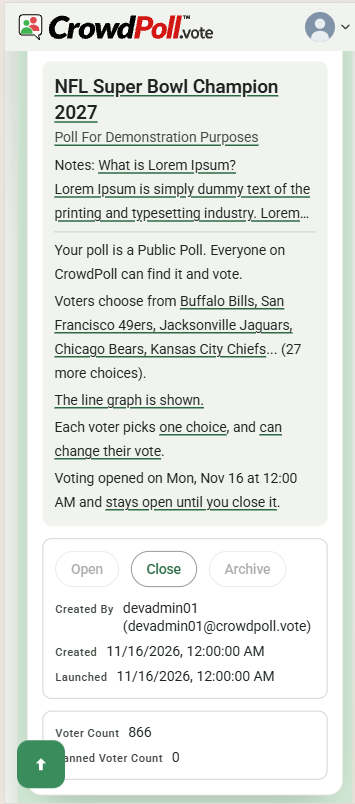 CrowdPoll™.vote
NFL Super Bowl Champion
2027
Poll For Demonstration Purposes
Notes: What is Lorem Ipsum?
Lorem Ipsum is simply dummy text of the
printing and typesetting industry. Lorem…
Your poll is a Public Poll. Everyone on
CrowdPoll can find it and vote.
Voters choose from Buffalo Bills, San
Francisco 49ers, Jacksonville Jaguars,
Chicago Bears, Kansas City Chiefs... (27
more choices).
The line graph is shown.
Each voter picks one choice, and can
change their vote.
Voting opened on Mon, Nov 16 at 12:00
AM and stays open until you close it.
Open Close Archive
Created By devadmin01
(devadmin01@crowdpoll.vote)
Created 11/16/2026, 12:00:00 AM
Launched 11/16/2026, 12:00:00 AM
Voter Count 866
anned Voter Count 0